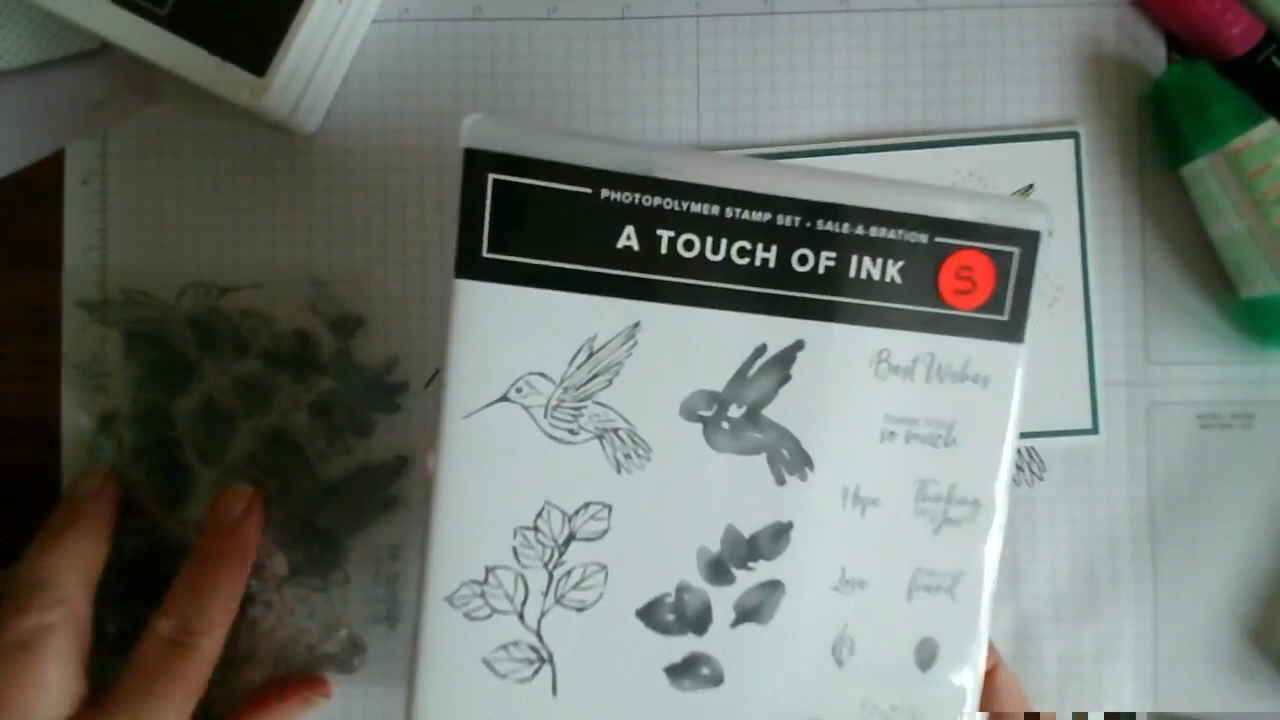 PHOTOPOLYMER STAMP SET • SALE-A-BRATION
A TOUCH OF INK
S
Best Wishes
so much
Hope
Thinking
Love
friend